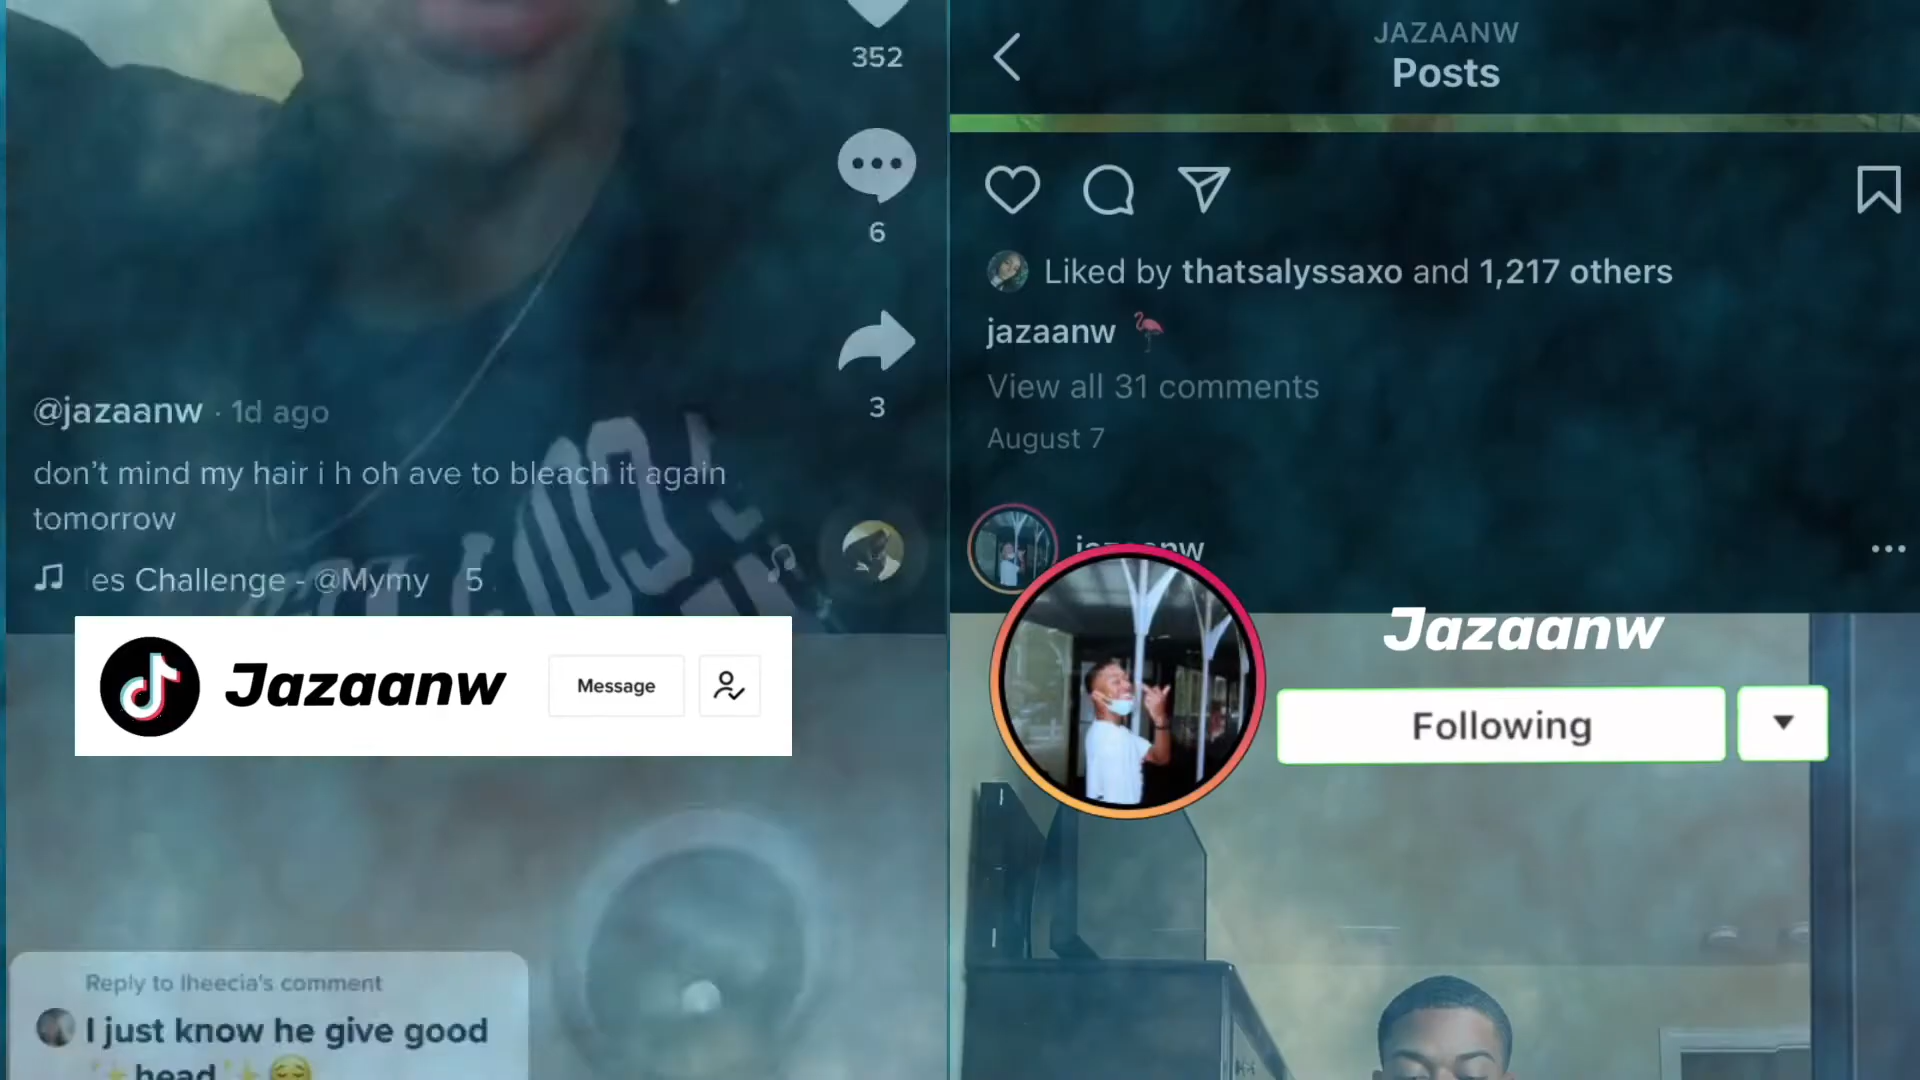 352
6
3
@jazaanw · 1d ago
don't mind my hair i h oh ave to bleach it again
tomorrow
es Challenge - @Mymy 5
Jazaanw
Message
Reply to lheecia's comment
I just know he give good
✨head✨😌
JAZAANW
Posts
Liked by thatsalyssaxo and 1,217 others
jazaanw 🦩
View all 31 comments
August 7
jazaanw
Jazaanw
Following